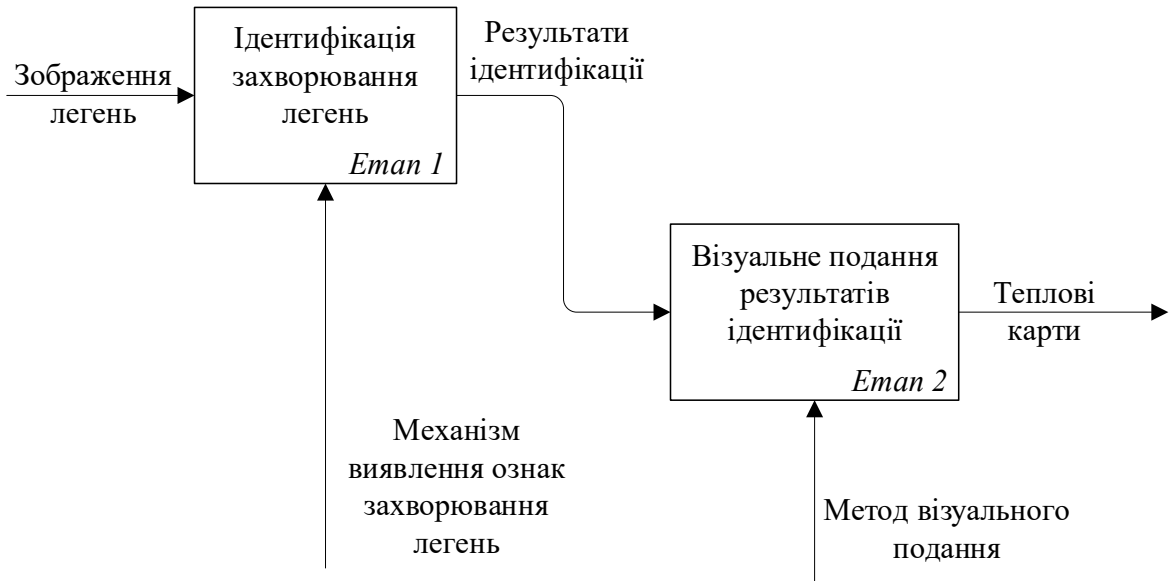 Зображення
легень
Ідентифікація
захворювання
легень
Етап 1
Результати
ідентифікації
Візуальне подання
результатів
ідентифікації
Етап 2
Теплові
карти
Механізм
виявлення ознак
захворювання
легень
Метод візуального
подання